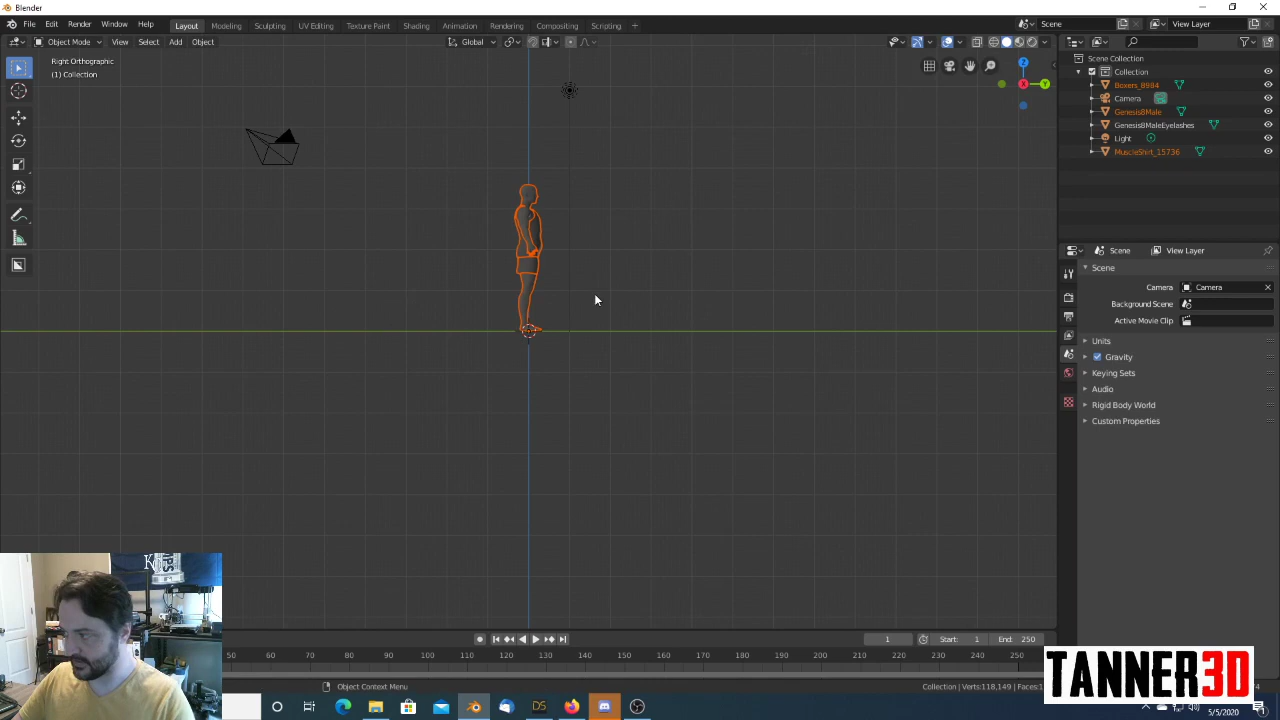 Blender
File Edit Render Window Help
Layout Modeling Sculpting UV Editing Texture Paint Shading Animation Rendering Compositing Scripting +
Scene
View Layer
Object Mode View Select Add Object
Global
Right Orthographic
(1) Collection
Z
X
Y
Scene Collection
Collection
Boxers_8984
Camera
Genesis8Male
Genesis8MaleEyelashes
Light
MuscleShirt_15736
Scene View Layer
Scene
Camera Camera
Background Scene
Active Movie Clip
Units
Gravity
Keying Sets
Audio
Rigid Body World
Custom Properties
1 Start: 1 End: 250
50 60 70 80 90 100 110 120 130 140 150 160 170 180 190 200 210 220 230 240 250
Object Context Menu
Collection | Verts:118,149 | Faces:1
TANNER3D
DS
5/5/2020